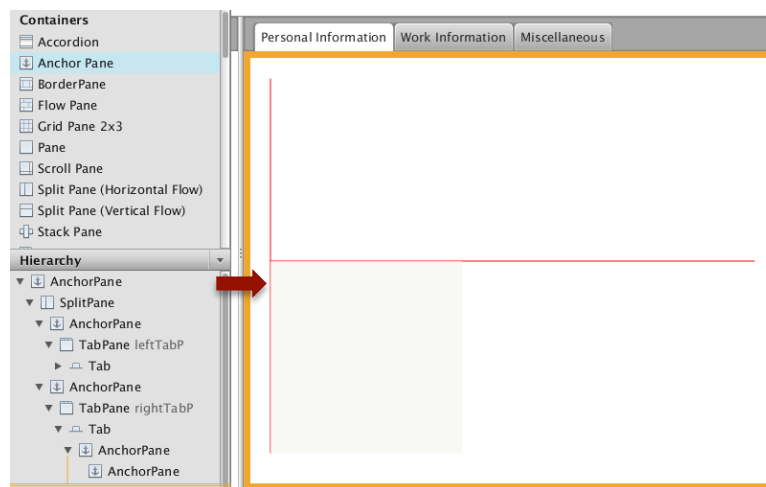 Containers
Accordion
Anchor Pane
BorderPane
Flow Pane
Grid Pane 2x3
Pane
Scroll Pane
Split Pane (Horizontal Flow)
Split Pane (Vertical Flow)
Stack Pane
Hierarchy
AnchorPane
SplitPane
AnchorPane
TabPane leftTabP
Tab
AnchorPane
TabPane rightTabP
Tab
AnchorPane
AnchorPane
Personal Information Work Information Miscellaneous